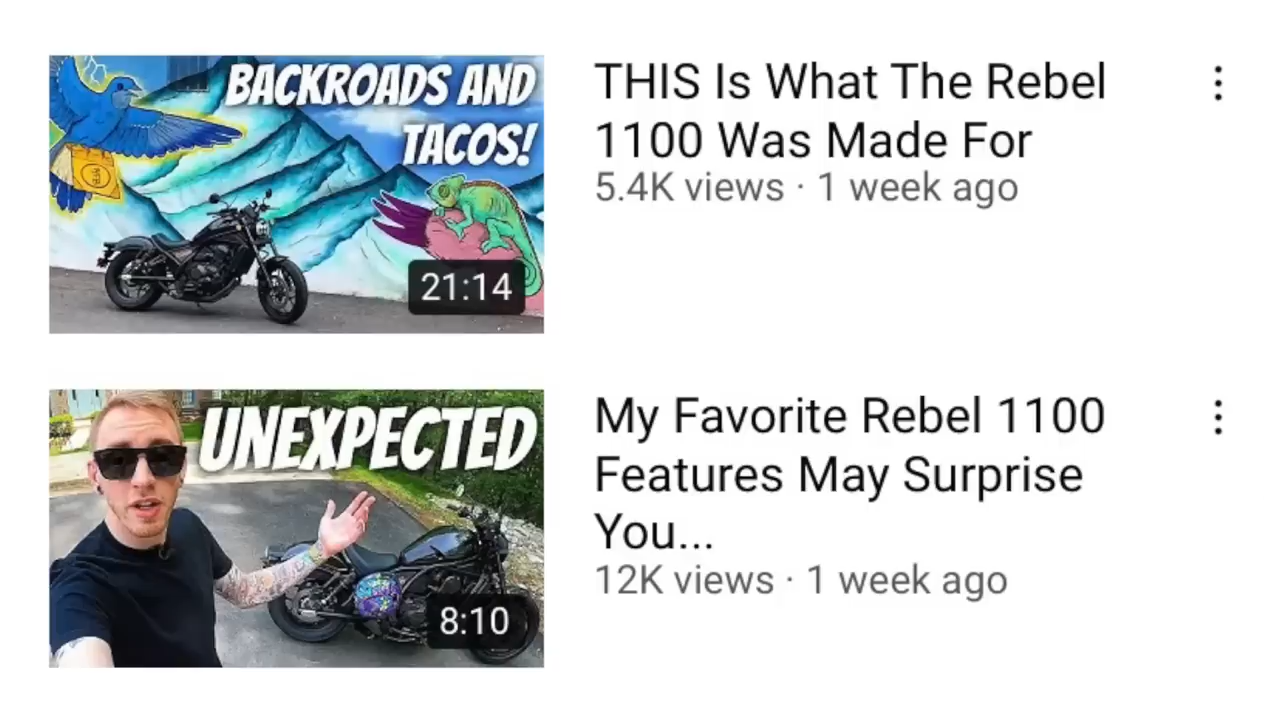 BACKROADS AND
TACOS!
21:14
THIS Is What The Rebel
1100 Was Made For
5.4K views · 1 week ago
UNEXPECTED
8:10
My Favorite Rebel 1100
Features May Surprise
You...
12K views · 1 week ago